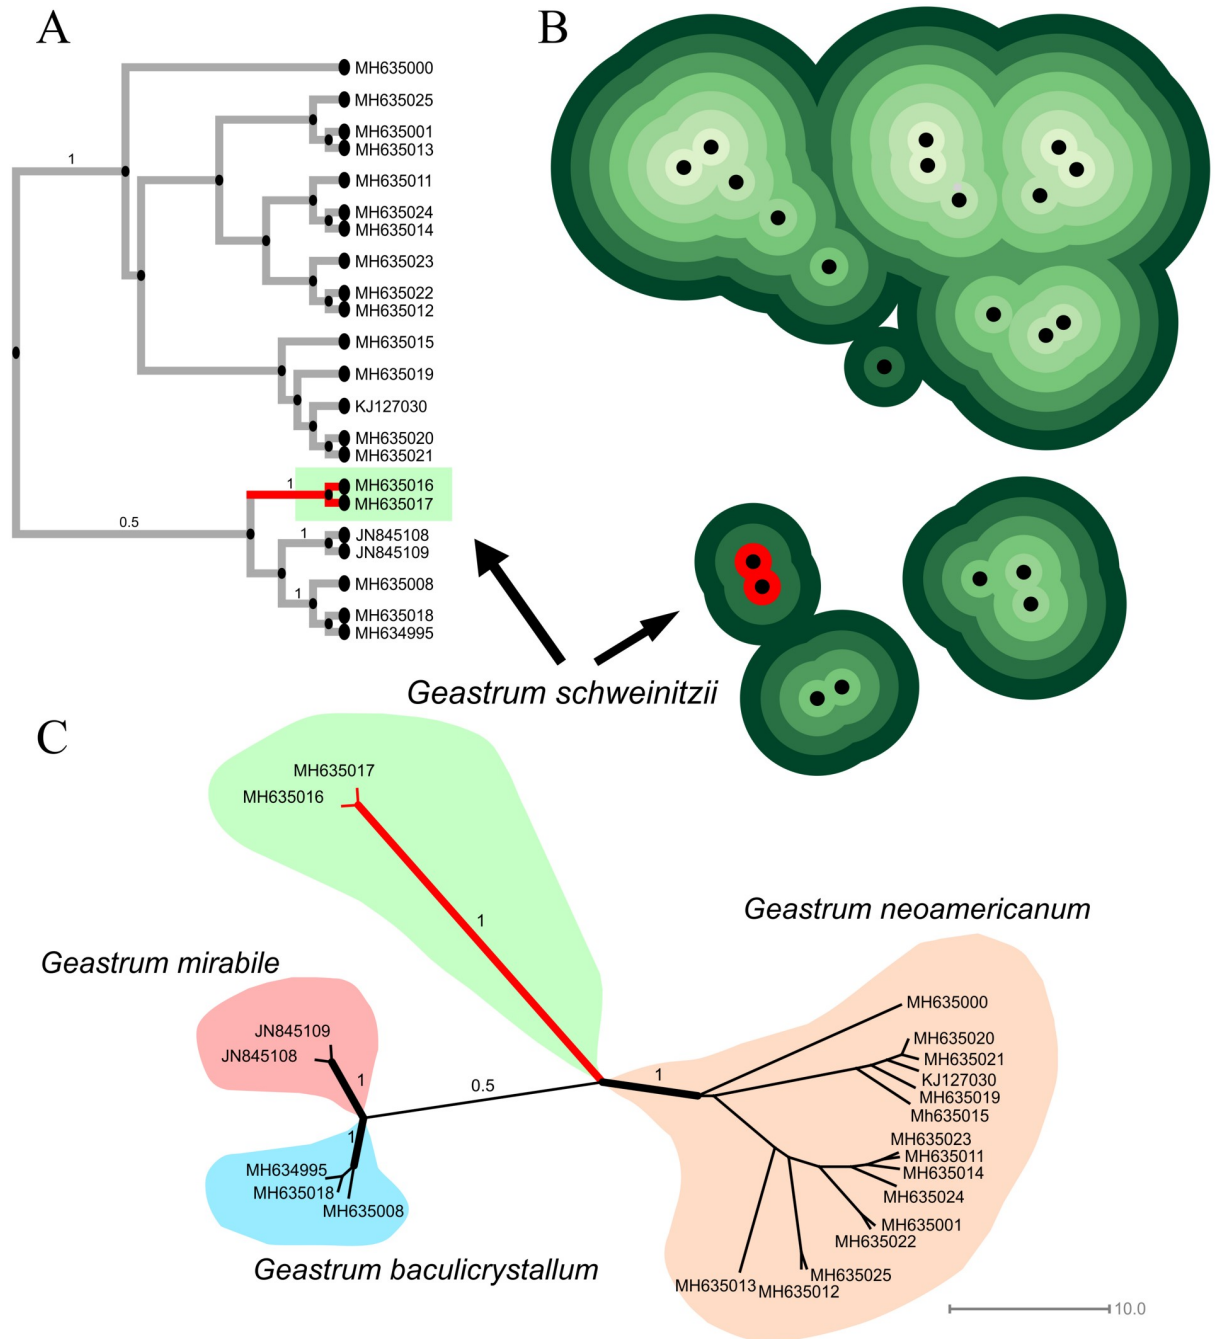 A
B
MH635000
MH635025
MH635001
MH635013
1
MH635011
MH635024
MH635014
MH635023
MH635022
MH635012
MH635015
MH635019
KJ127030
MH635020
MH635021
1
MH635016
MH635017
0.5
1
JN845108
JN845109
MH635008
1
MH635018
MH634995
Geastrum schweinitzii
C
MH635017
MH635016
1
Geastrum neoamericanum
Geastrum mirabile
MH635000
JN845109
JN845108
MH635020
MH635021
KJ127030
MH635019
Mh635015
1
0.5
1
MH635023
MH635011
MH635014
MH635024
1
MH634995
MH635018
MH635008
MH635001
MH635022
Geastrum baculicrystallum
MH635025
MH635013
MH635012
10.0